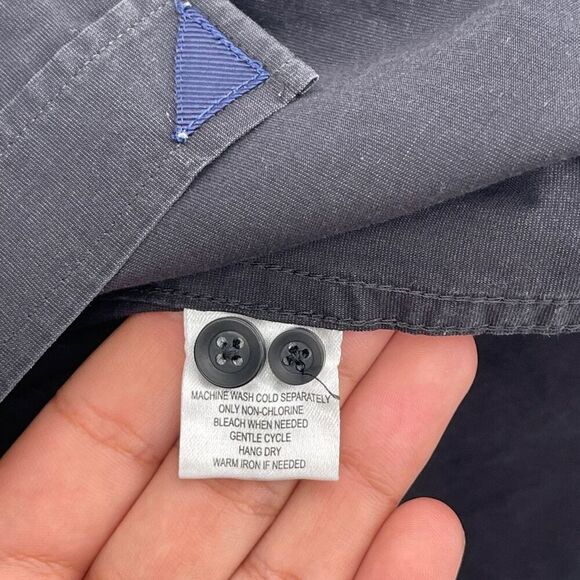 MACHINE WASH COLD SEPARATELY
ONLY NON-CHLORINE
BLEACH WHEN NEEDED
GENTLE CYCLE
HANG DRY
WARM IRON IF NEEDED